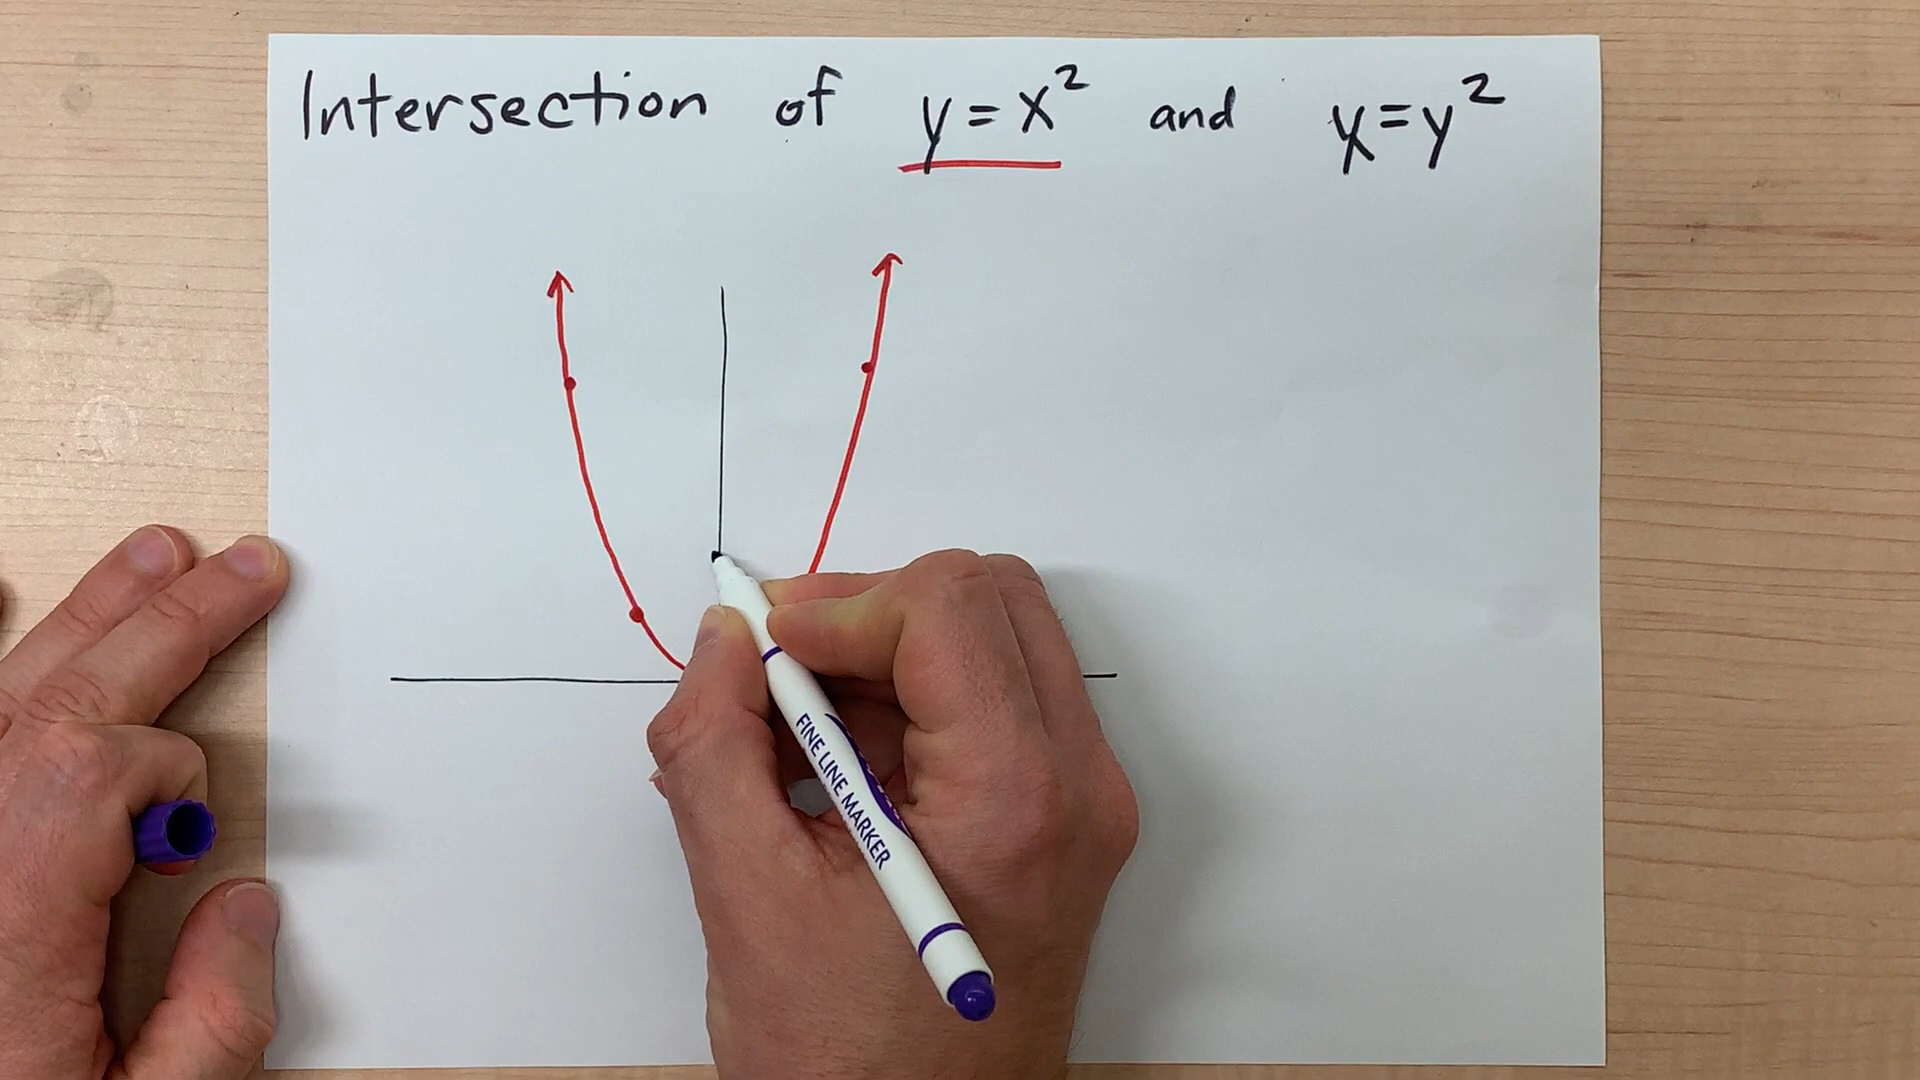 Intersection of y=x² and x=y²
FINE LINE MARKER